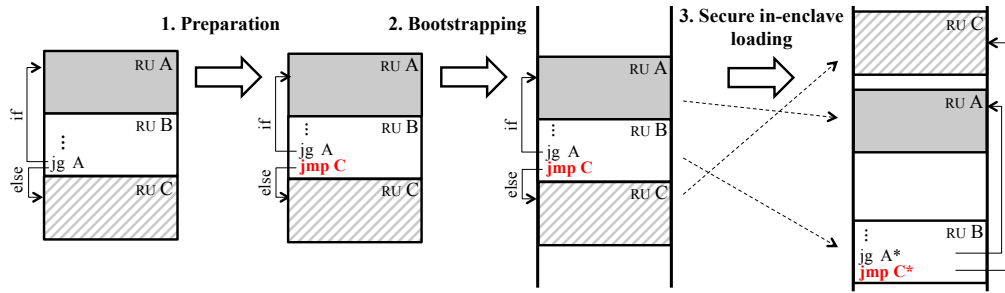 1. Preparation
2. Bootstrapping
3. Secure in-enclave
loading
RU A
if
RU B
⋮
jg A
else
RU C
RU A
if
RU B
⋮
jg A
jmp C
else
RU C
RU A
if
RU B
⋮
jg A
jmp C
else
RU C
RU C
RU A
RU B
⋮
jg A*
jmp C*